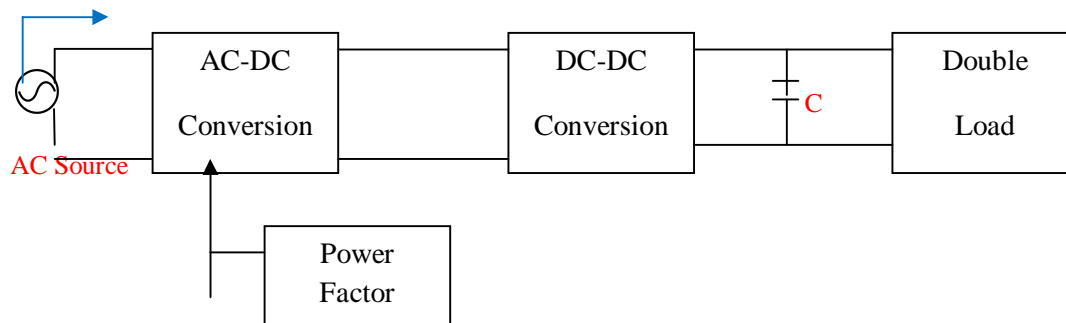 AC-DC
Conversion
DC-DC
Conversion
C
Double
Load
AC Source
Power
Factor